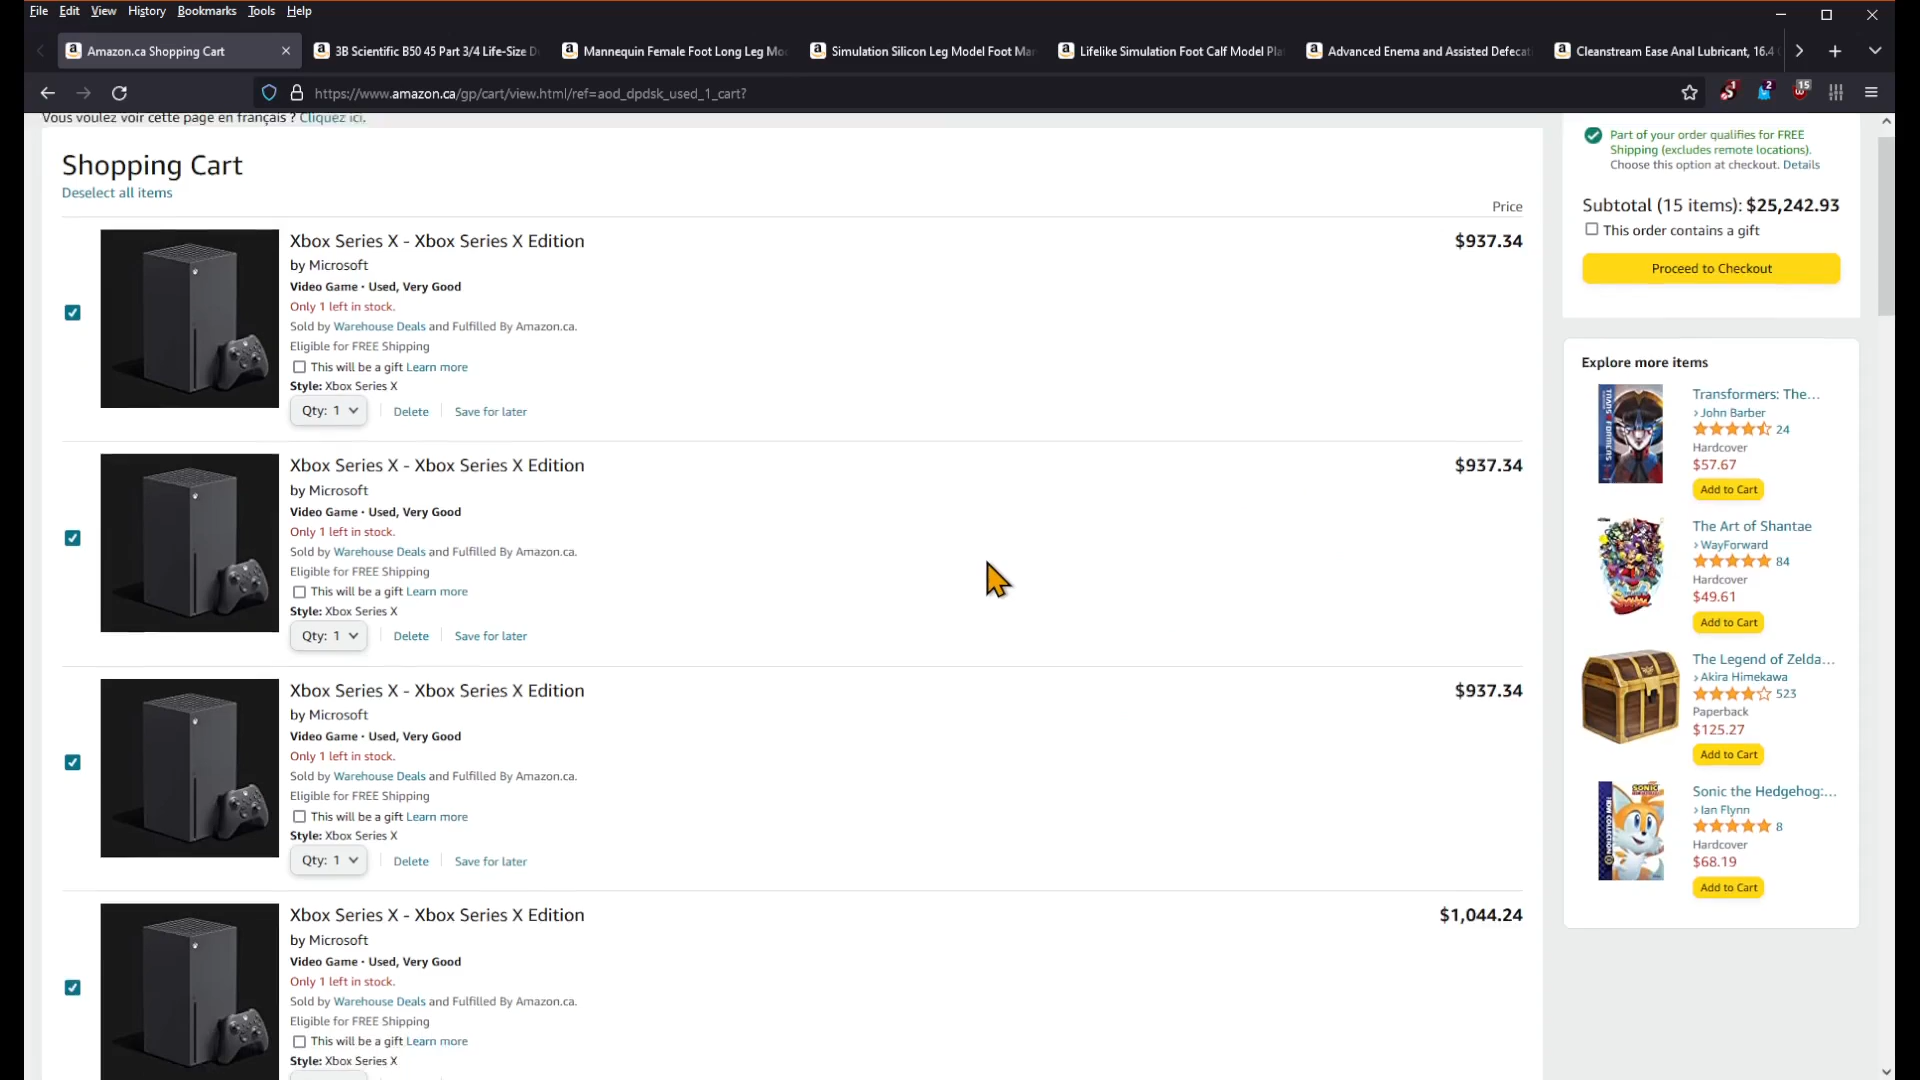 File Edit View History Bookmarks Tools Help
Amazon.ca Shopping Cart
3B Scientific B50 45 Part 3/4 Life-Size D
Mannequin Female Foot Long Leg Mo
Simulation Silicon Leg Model Foot Ma
Lifelike Simulation Foot Calf Model Pla
Advanced Enema and Assisted Defecat
Cleanstream Ease Anal Lubricant, 16.4
https://www.amazon.ca/gp/cart/view.html/ref=aod_dpdsk_used_1_cart?
1
2
15
Vous voulez voir cette page en français ? Cliquez ici.
Shopping Cart
Deselect all items
Price
Xbox Series X - Xbox Series X Edition
$937.34
by Microsoft
Video Game • Used, Very Good
Only 1 left in stock.
Sold by Warehouse Deals and Fulfilled By Amazon.ca.
Eligible for FREE Shipping
This will be a gift Learn more
Style: Xbox Series X
Qty: 1
Delete
Save for later
Xbox Series X - Xbox Series X Edition
$937.34
by Microsoft
Video Game • Used, Very Good
Only 1 left in stock.
Sold by Warehouse Deals and Fulfilled By Amazon.ca.
Eligible for FREE Shipping
This will be a gift Learn more
Style: Xbox Series X
Qty: 1
Delete
Save for later
Xbox Series X - Xbox Series X Edition
$937.34
by Microsoft
Video Game • Used, Very Good
Only 1 left in stock.
Sold by Warehouse Deals and Fulfilled By Amazon.ca.
Eligible for FREE Shipping
This will be a gift Learn more
Style: Xbox Series X
Qty: 1
Delete
Save for later
Xbox Series X - Xbox Series X Edition
$1,044.24
by Microsoft
Video Game • Used, Very Good
Only 1 left in stock.
Sold by Warehouse Deals and Fulfilled By Amazon.ca.
Eligible for FREE Shipping
This will be a gift Learn more
Style: Xbox Series X
Part of your order qualifies for FREE
Shipping (excludes remote locations).
Choose this option at checkout. Details
Subtotal (15 items): $25,242.93
This order contains a gift
Proceed to Checkout
Explore more items
Transformers: The...
› John Barber
24
Hardcover
$57.67
Add to Cart
The Art of Shantae
› WayForward
84
Hardcover
$49.61
Add to Cart
The Legend of Zelda...
› Akira Himekawa
523
Paperback
$125.27
Add to Cart
Sonic the Hedgehog:...
› Ian Flynn
8
Hardcover
$68.19
Add to Cart